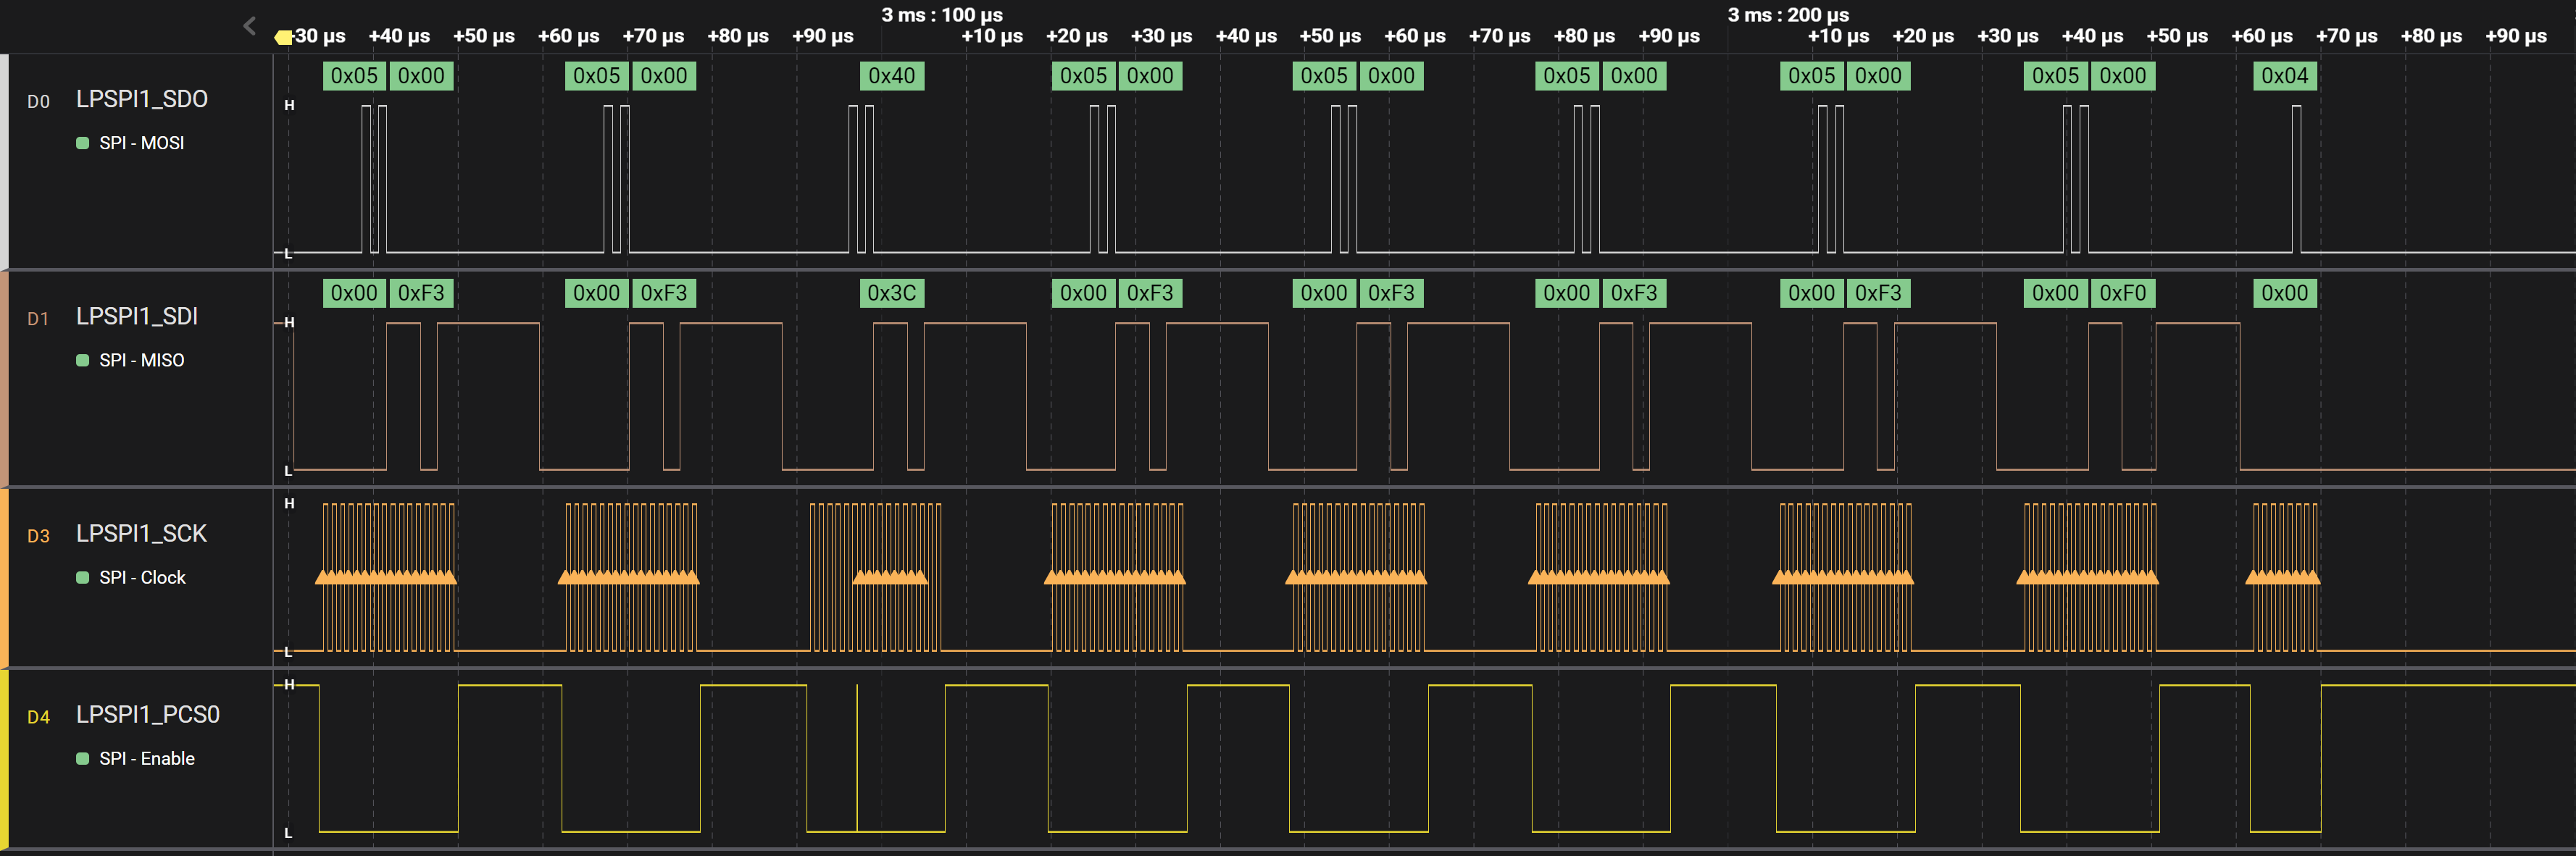 3 ms : 100 µs 3 ms : 200 µs
30 µs +40 µs +50 µs +60 µs +70 µs +80 µs +90 µs +10 µs +20 µs +30 µs +40 µs +50 µs +60 µs +70 µs +80 µs +90 µs +10 µs +20 µs +30 µs +40 µs +50 µs +60 µs +70 µs +80 µs +90 µs
0x05 0x00 0x05 0x00 0x40 0x05 0x00 0x05 0x00 0x05 0x00 0x05 0x00 0x05 0x00 0x04
D0 LPSPI1_SDO H
SPI - MOSI
L
0x00 0xF3 0x00 0xF3 0x3C 0x00 0xF3 0x00 0xF3 0x00 0xF3 0x00 0xF3 0x00 0xF0 0x00
D1 LPSPI1_SDI H
SPI - MISO
L
H
D3 LPSPI1_SCK
SPI - Clock
L
H
D4 LPSPI1_PCS0
SPI - Enable
L